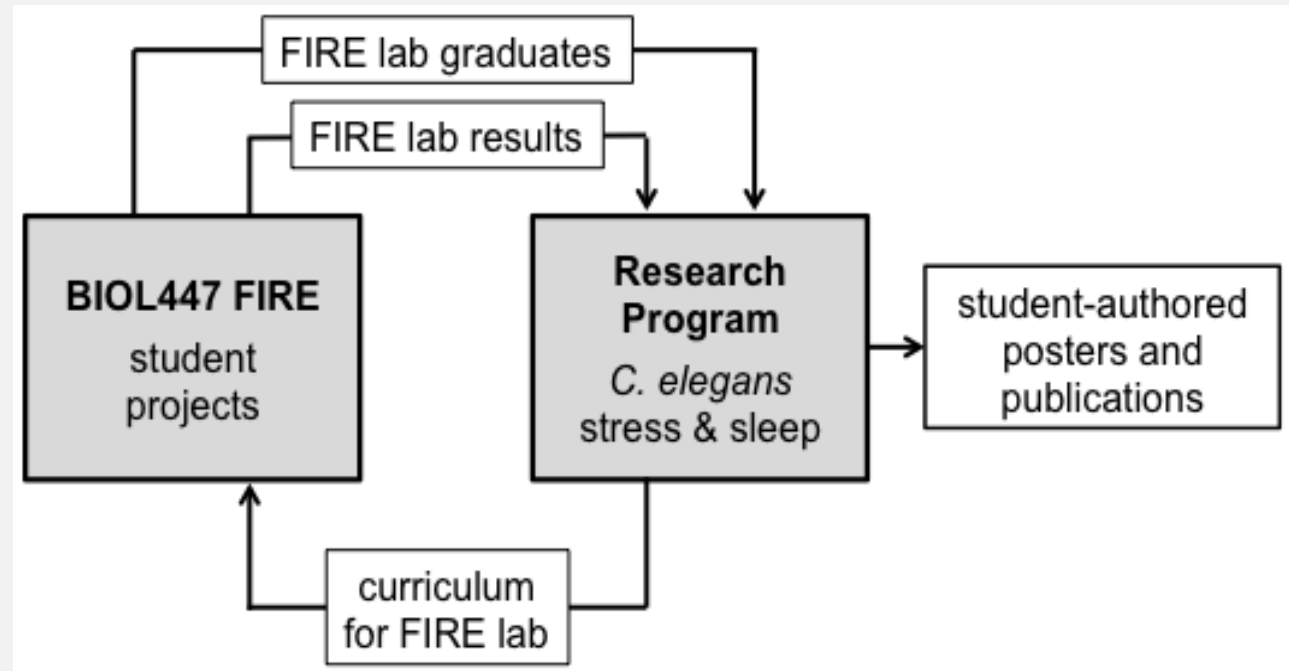 FIRE lab graduates
FIRE lab results
BIOL447 FIRE
student
projects
Research
Program
C. elegans
stress & sleep
student-authored
posters and
publications
curriculum
for FIRE lab